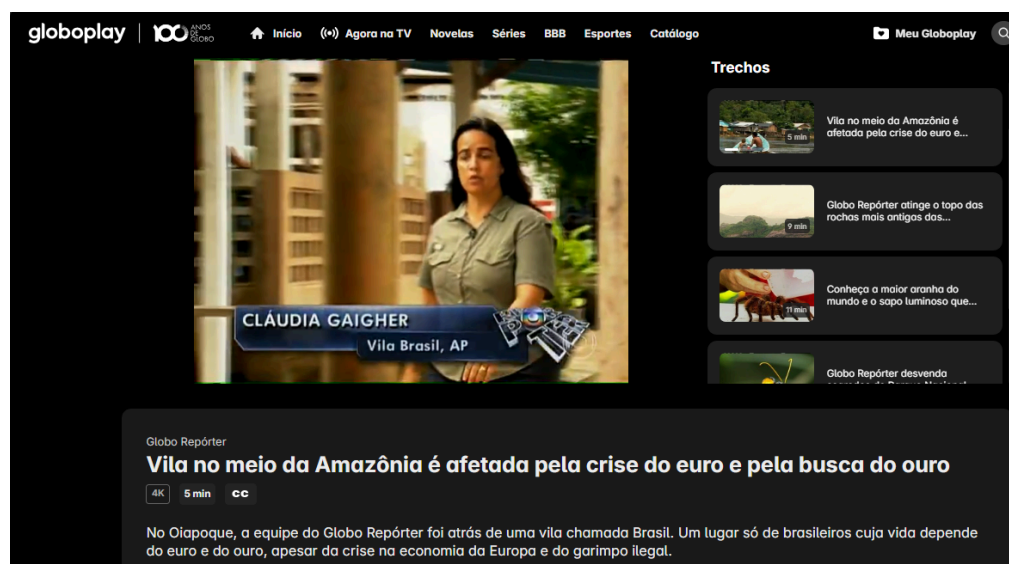 globoplay
100 ANOS DE GLOBO
Início
Agora na TV
Novelas
Séries
BBB
Esportes
Catálogo
Meu Globoplay
CLÁUDIA GAIGHER
Vila Brasil, AP
Trechos
5 min
Vila no meio da Amazônia é
afetada pela crise do euro e...
9 min
Globo Repórter atinge o topo das
rochas mais antigas das...
11 min
Conheça a maior aranha do
mundo e o sapo luminoso que...
Globo Repórter desvenda
Globo Repórter
Vila no meio da Amazônia é afetada pela crise do euro e pela busca do ouro
4K
5 min
CC
No Oiapoque, a equipe do Globo Repórter foi atrás de uma vila chamada Brasil. Um lugar só de brasileiros cuja vida depende
do euro e do ouro, apesar da crise na economia da Europa e do garimpo ilegal.